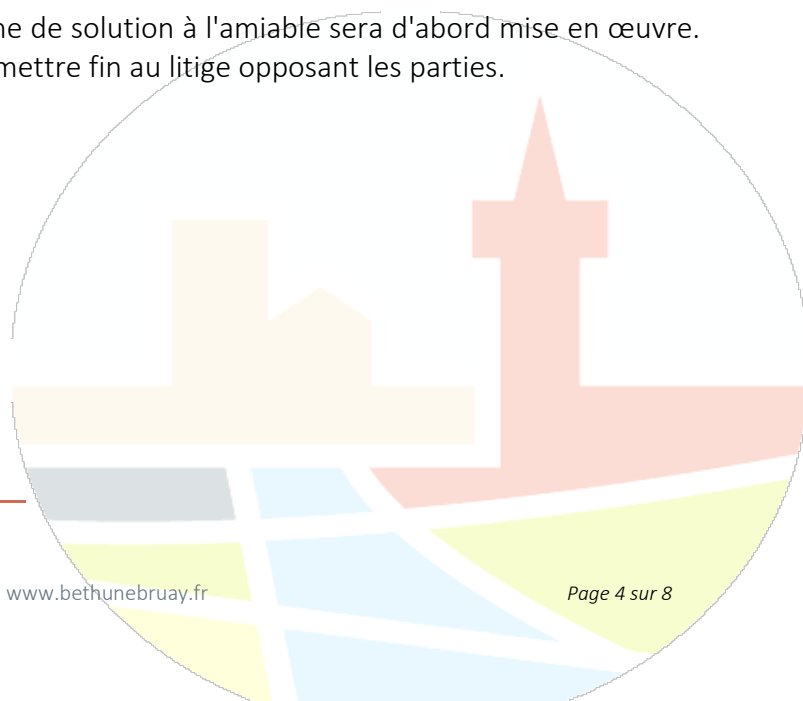 de solution à l'amiable sera d'abord mise en œuvre.
mettre fin au litige opposant les parties.
www.bethunebruay.fr
Page 4 sur 8